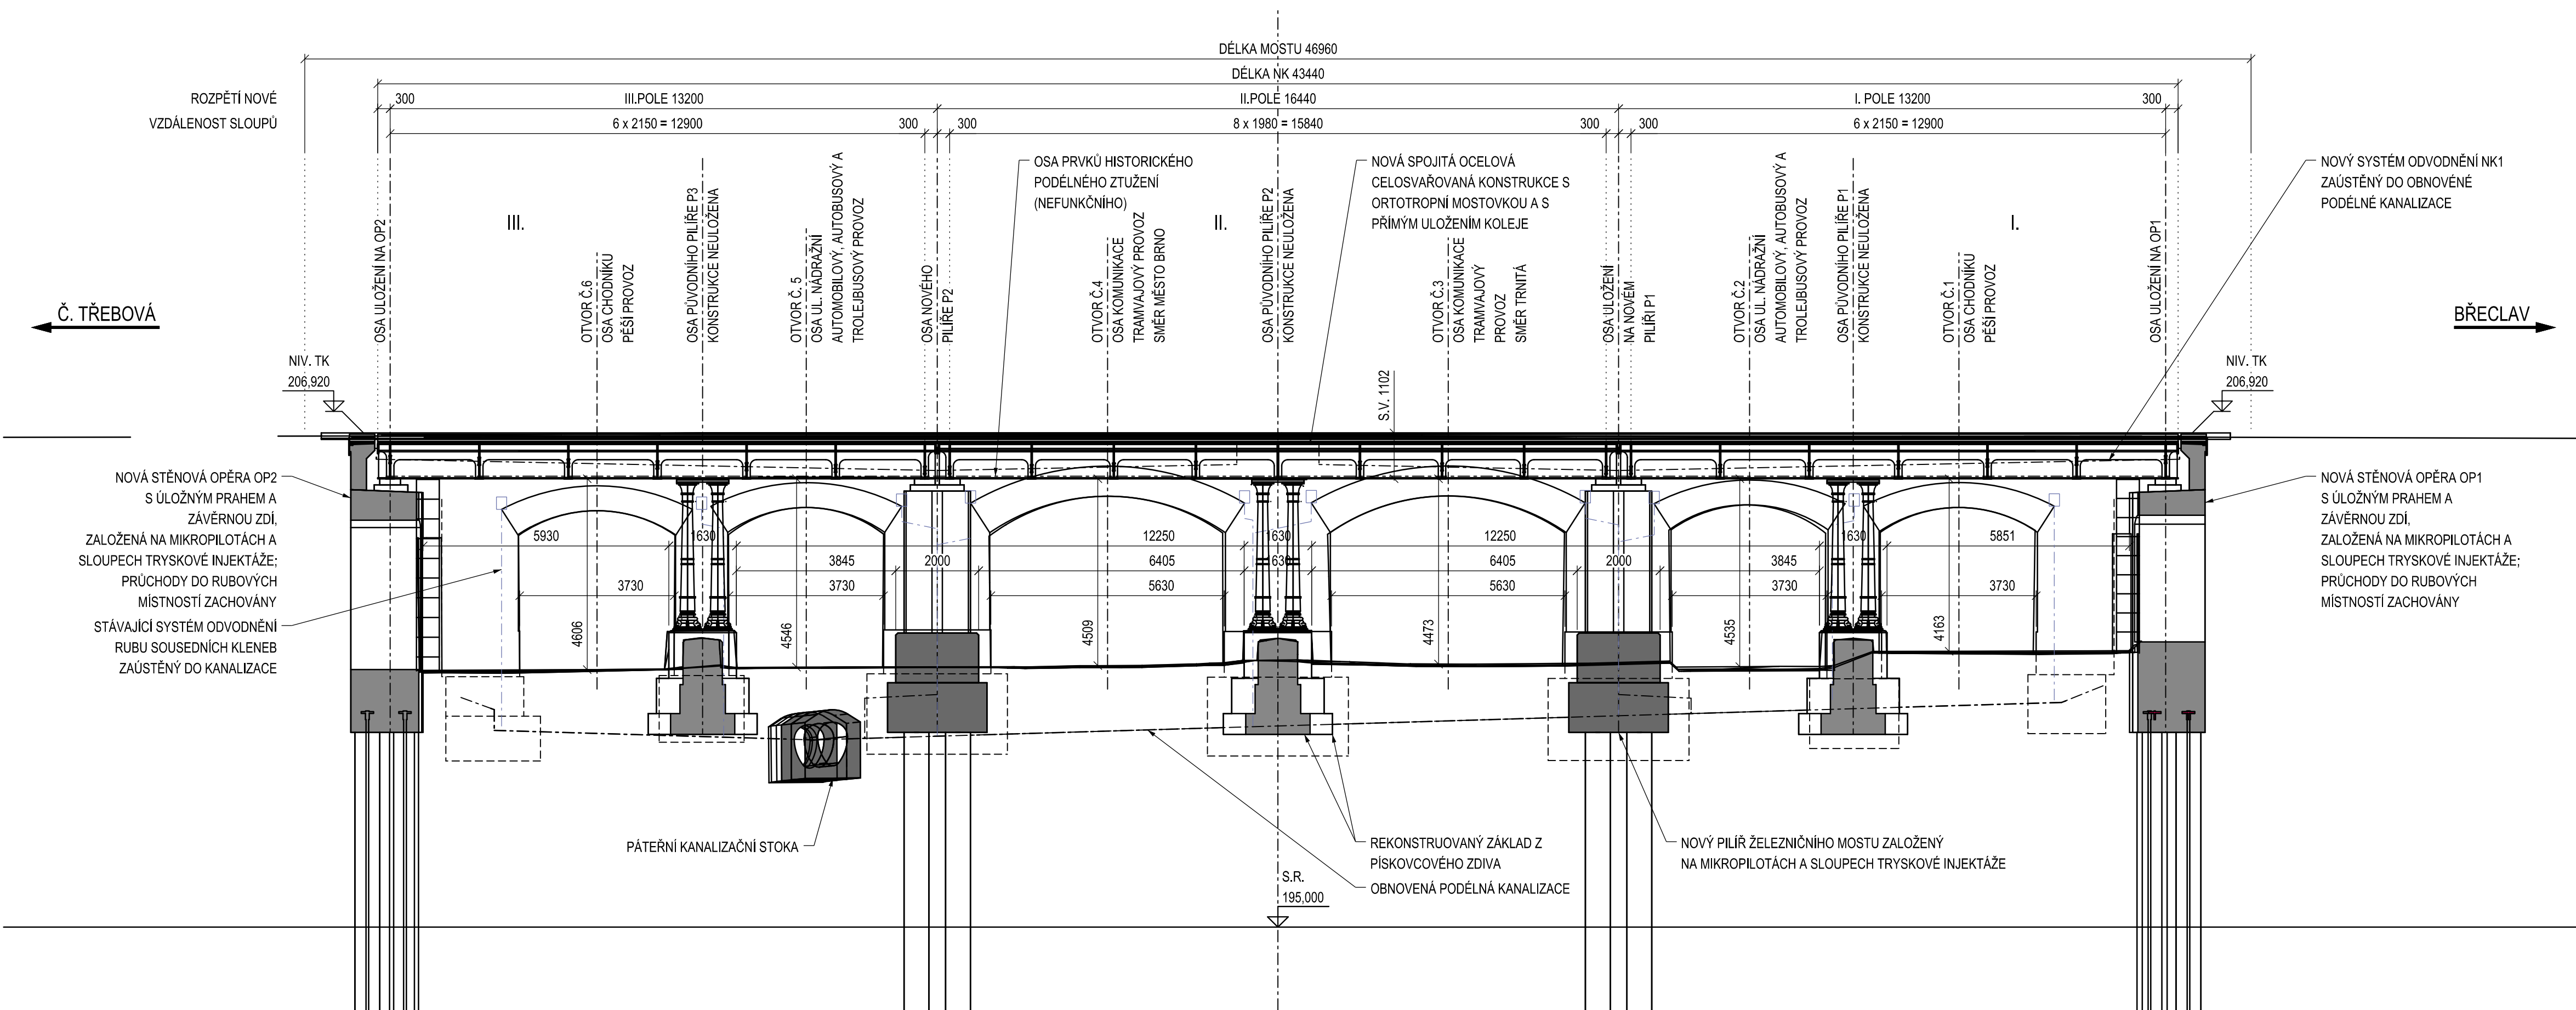 DÉLKA MOSTU 46960
DÉLKA NK 43440
ROZPĚTÍ NOVÉ
300
III.POLE 13200
II.POLE 16440
I. POLE 13200
300
VZDÁLENOST SLOUPŮ
6 x 2150 = 12900
300
300
8 x 1980 = 15840
300
300
6 x 2150 = 12900
OSA PRVKŮ HISTORICKÉHO
PODÉLNÉHO ZTUŽENÍ
(NEFUNKČNÍHO)
NOVÁ SPOJITÁ OCELOVÁ
CELOSVAŘOVANÁ KONSTRUKCE S
ORTOTROPNÍ MOSTOVKOU A S
PŘÍMÝM ULOŽENÍM KOLEJE
NOVÝ SYSTÉM ODVODNĚNÍ NK1
ZAÚSTĚNÝ DO OBNOVÉNÉ
PODÉLNÉ KANALIZACE
III.
II.
I.
OSA ULOŽENÍ NA OP2
OTVOR Č.6
OSA CHODNÍKU
PĚŠÍ PROVOZ
OSA PŮVODNÍHO PILÍŘE P3
KONSTRUKCE NEULOŽENA
OTVOR Č. 5
OSA UL. NÁDRAŽNÍ
AUTOMOBILOVÝ, AUTOBUSOVÝ A
TROLEJBUSOVÝ PROVOZ
OSA NOVÉHO
PILÍŘE P2
OTVOR Č.4
OSA KOMUNIKACE
TRAMVAJOVÝ PROVOZ
SMĚR MĚSTO BRNO
OSA PŮVODNÍHO PILÍŘE P2
KONSTRUKCE NEULOŽENA
OTVOR Č.3
OSA KOMUNIKACE
TRAMVAJOVÝ
PROVOZ
SMĚR TRNITÁ
OSA ULOŽENÍ
NA NOVÉM
PILÍŘI P1
OTVOR Č.2
OSA UL. NÁDRAŽNÍ
AUTOMOBILOVÝ, AUTOBUSOVÝ A
TROLEJBUSOVÝ PROVOZ
OSA PŮVODNÍHO PILÍŘE P1
KONSTRUKCE NEULOŽENA
OTVOR Č.1
OSA CHODNÍKU
PĚŠÍ PROVOZ
OSA ULOŽENÍ NA OP1
Č. TŘEBOVÁ
BŘECLAV
NIV. TK
206,920
S.V. 1102
NIV. TK
206,920
NOVÁ STĚNOVÁ OPĚRA OP2
S ÚLOŽNÝM PRAHEM A
ZÁVĚRNOU ZDÍ,
ZALOŽENÁ NA MIKROPILOTÁCH A
SLOUPECH TRYSKOVÉ INJEKTÁŽE;
PRŮCHODY DO RUBOVÝCH
MÍSTNOSTÍ ZACHOVÁNY
STÁVAJÍCÍ SYSTÉM ODVODNĚNÍ
RUBU SOUSEDNÍCH KLENEB
ZAÚSTĚNÝ DO KANALIZACE
NOVÁ STĚNOVÁ OPĚRA OP1
S ÚLOŽNÝM PRAHEM A
ZÁVĚRNOU ZDÍ,
ZALOŽENÁ NA MIKROPILOTÁCH A
SLOUPECH TRYSKOVÉ INJEKTÁŽE;
PRŮCHODY DO RUBOVÝCH
MÍSTNOSTÍ ZACHOVÁNY
5930
1630
12250
1630
12250
1630
5851
3845
2000
6405
1630
6405
2000
3845
3730
3730
5630
5630
3730
3730
4606
4546
4509
4473
4535
4163
PÁTEŘNÍ KANALIZAČNÍ STOKA
REKONSTRUOVANÝ ZÁKLAD Z
PÍSKOVCOVÉHO ZDIVA
OBNOVENÁ PODÉLNÁ KANALIZACE
NOVÝ PILÍŘ ŽELEZNIČNÍHO MOSTU ZALOŽENÝ
NA MIKROPILOTÁCH A SLOUPECH TRYSKOVÉ INJEKTÁŽE
S.R.
195,000